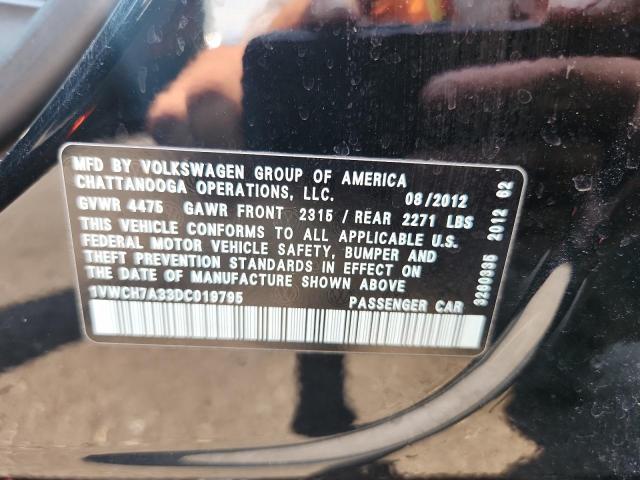 MFD BY VOLKSWAGEN GROUP OF AMERICA
CHATTANOOGA OPERATIONS, LLC. 08/2012
GVWR 4475 GAWR FRONT 2315 / REAR 2271 LBS
THIS VEHICLE CONFORMS TO ALL APPLICABLE U.S.
FEDERAL MOTOR VEHICLE SAFETY, BUMPER AND
THEFT PREVENTION STANDARDS IN EFFECT ON
THE DATE OF MANUFACTURE SHOWN ABOVE
1VWCH7A33DC019795 PASSENGER CAR
3280395 2012 02